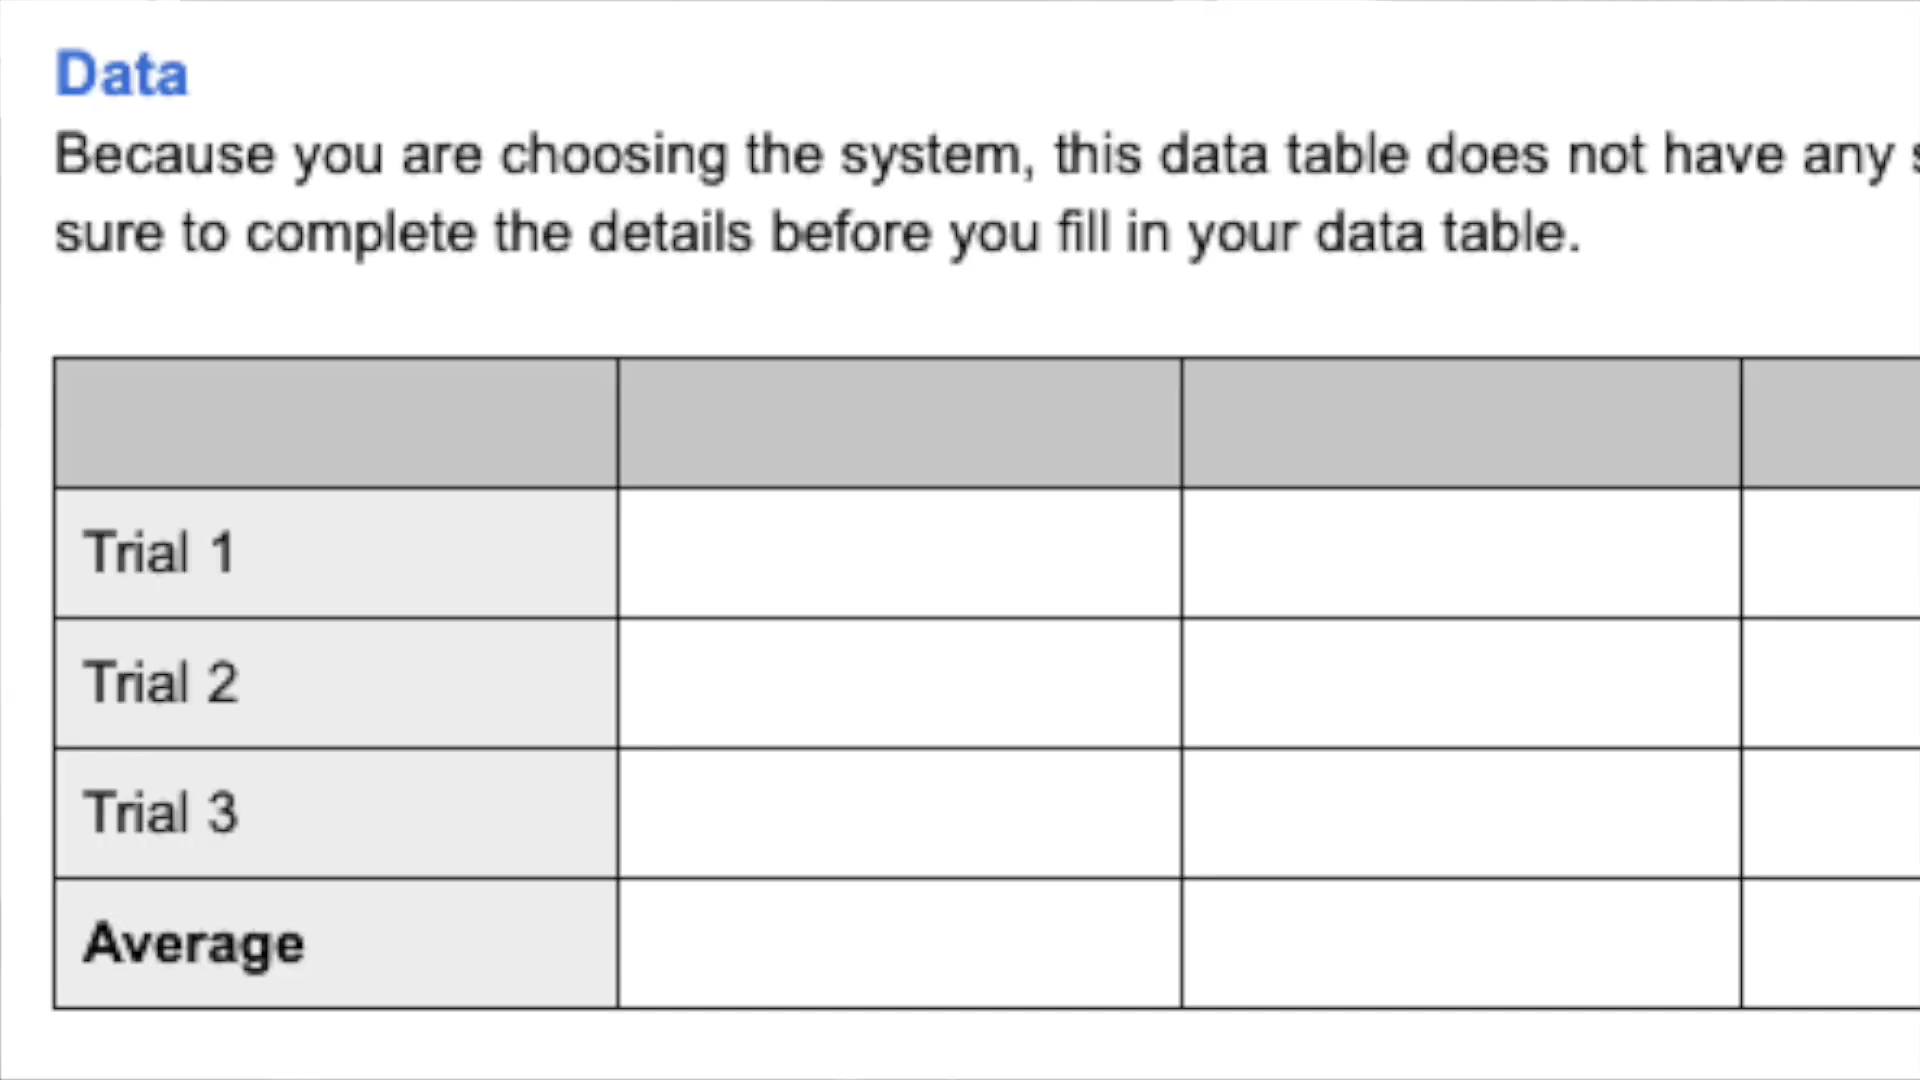 Data
Because you are choosing the system, this data table does not have any
sure to complete the details before you fill in your data table.
Trial 1
Trial 2
Trial 3
Average